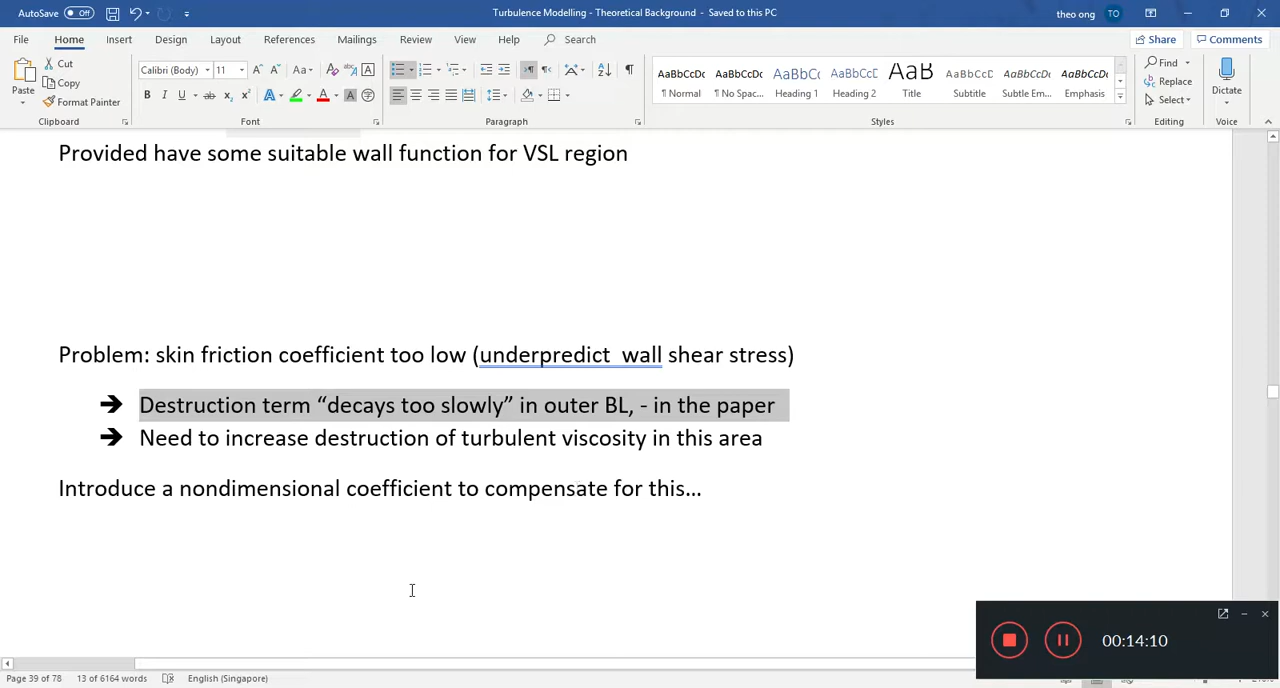 AutoSave Off
Turbulence Modelling - Theoretical Background - Saved to this PC
theo ong TO
File Home Insert Design Layout References Mailings Review View Help Search
Share Comments
Paste
Cut
Copy
Format Painter
Clipboard
Calibri (Body) 11
Font
Paragraph
AaBbCcDc AaBbCcDc AaBbCc AaBbCcE AaB AaBbCcC AaBbCcDc AaBbCcDc
¶ Normal ¶ No Spac... Heading 1 Heading 2 Title Subtitle Subtle Em... Emphasis
Styles
Find
Replace
Select
Editing
Dictate
Voice
Provided have some suitable wall function for VSL region
Problem: skin friction coefficient too low (underpredict wall shear stress)
➔ Destruction term “decays too slowly” in outer BL, - in the paper
➔ Need to increase destruction of turbulent viscosity in this area
Introduce a nondimensional coefficient to compensate for this...
00:14:10
Page 39 of 78 13 of 6164 words English (Singapore)